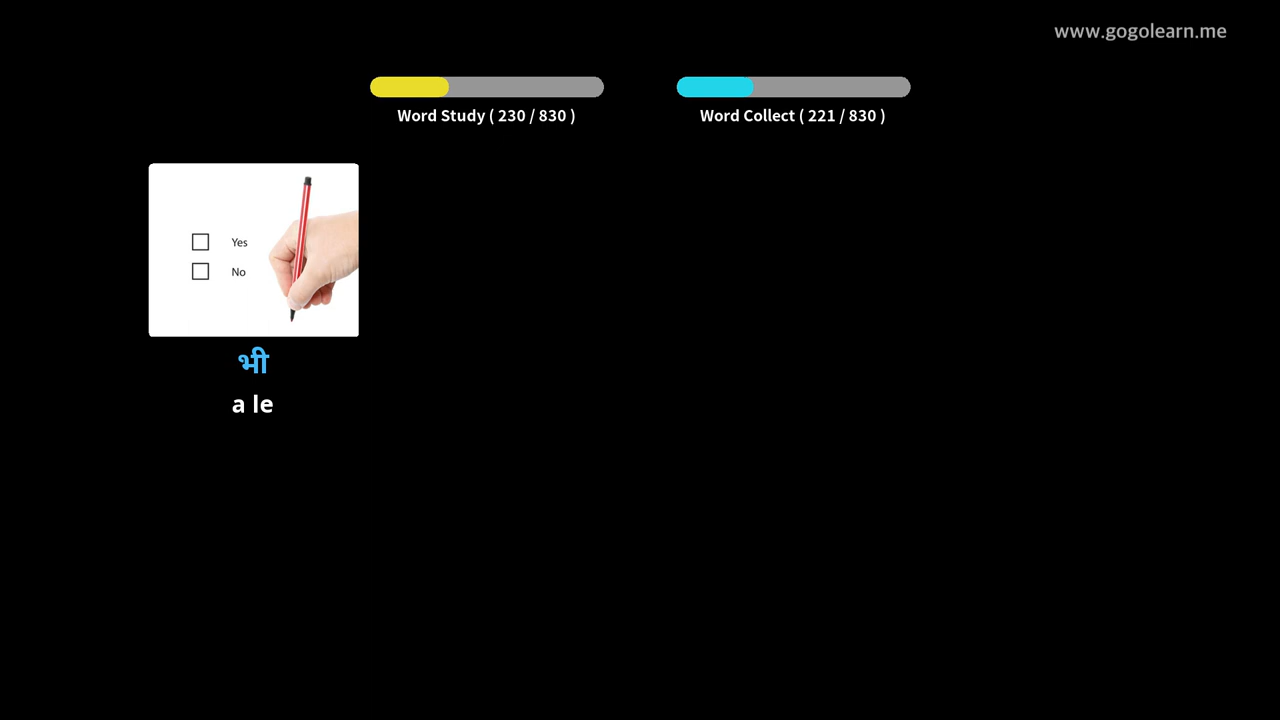 www.gogolearn.me
Word Study ( 230 / 830 )
Word Collect ( 221 / 830 )
Yes
No
भी
a le